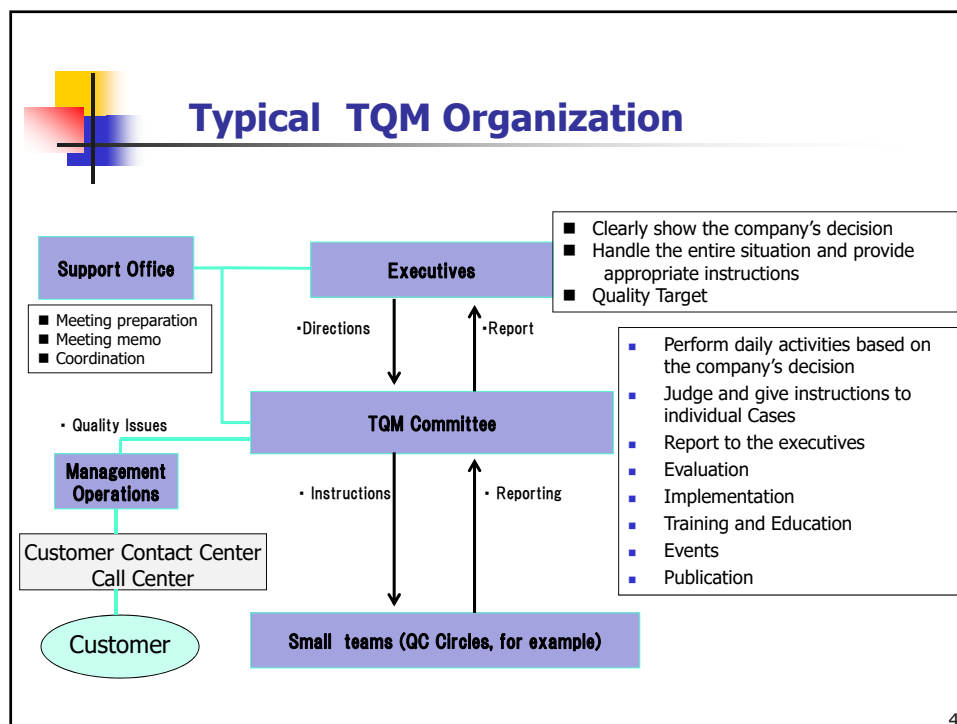 Typical TQM Organization
■ Clearly show the company's decision
■ Handle the entire situation and provide
appropriate instructions
■ Quality Target
Support Office
Executives
■ Meeting preparation
■ Meeting memo
■ Coordination
・Directions
・Report
▪ Perform daily activities based on
the company's decision
▪ Judge and give instructions to
individual Cases
▪ Report to the executives
▪ Evaluation
▪ Implementation
▪ Training and Education
▪ Events
▪ Publication
TQM Committee
・ Quality Issues
Management
Operations
・ Instructions
・ Reporting
Customer Contact Center
Call Center
Customer
Small teams (QC Circles, for example)
4